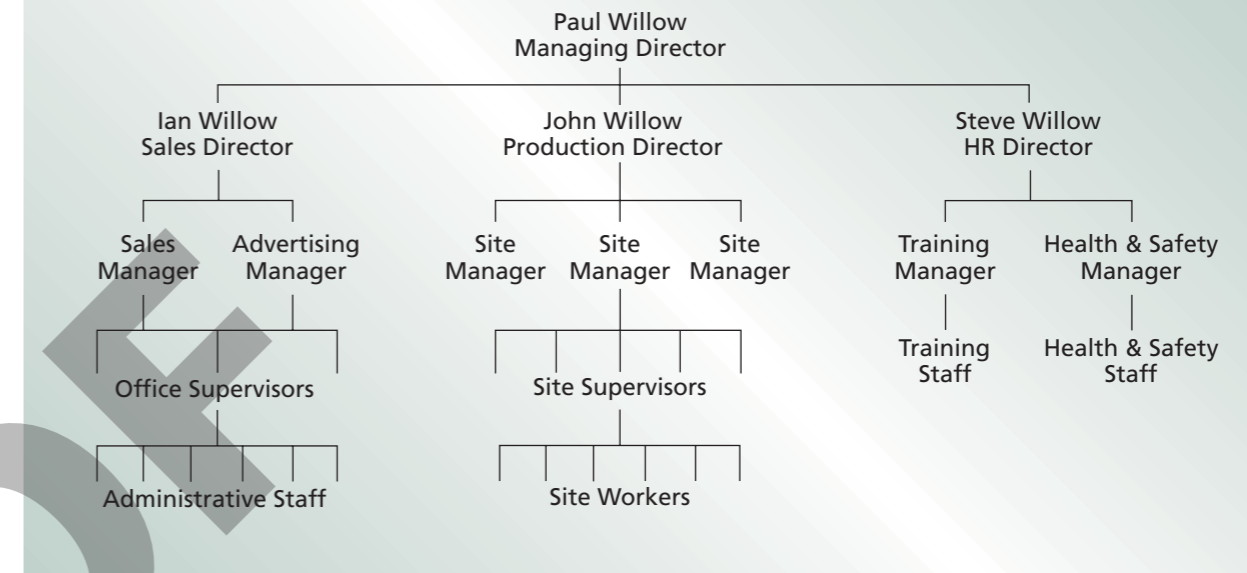 Paul Willow
Managing Director
Ian Willow
Sales Director
John Willow
Production Director
Steve Willow
HR Director
Sales
Manager
Advertising
Manager
Site
Manager
Site
Manager
Site
Manager
Training
Manager
Health & Safety
Manager
Office Supervisors
Site Supervisors
Training
Staff
Health & Safety
Staff
Administrative Staff
Site Workers